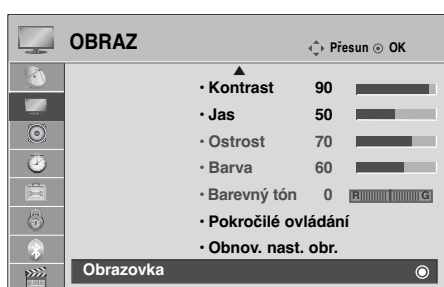 OBRAZ Přesun OK
• Kontrast 90
• Jas 50
• Ostrost 70
• Barva 60
• Barevný tón 0 R G
• Pokročilé ovládání
• Obnov. nast. obr.
Obrazovka